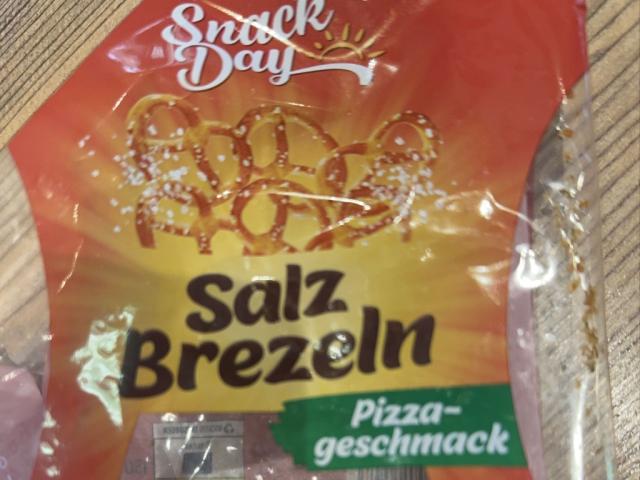 Snack
Day
Salz
Brezeln
Pizza-
geschmack